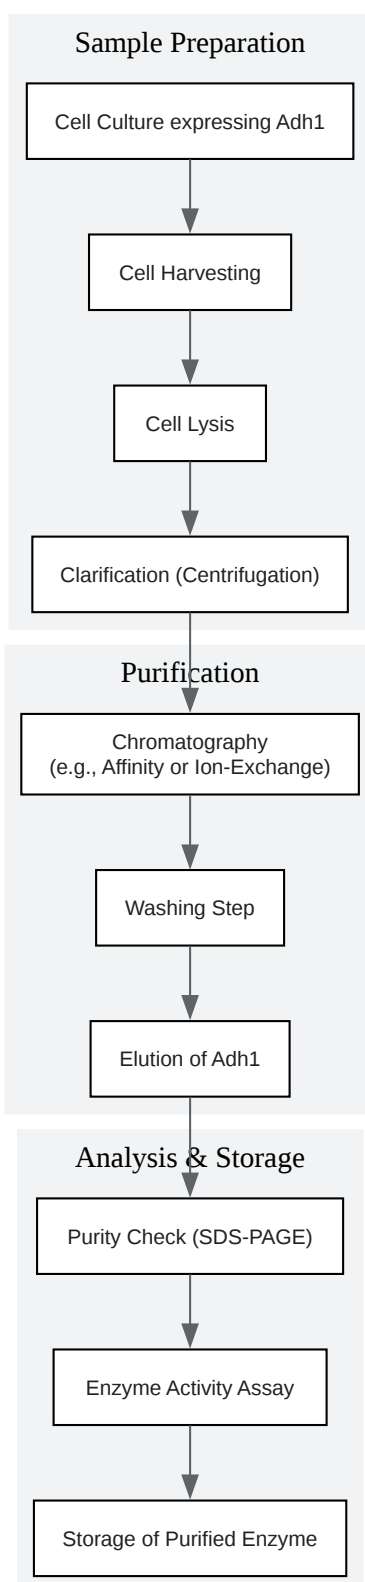 Sample Preparation
Cell Culture expressing Adh1
Cell Harvesting
Cell Lysis
Clarification (Centrifugation)
Purification
Chromatography
(e.g., Affinity or Ion-Exchange)
Washing Step
Elution of Adh1
Analysis & Storage
Purity Check (SDS-PAGE)
Enzyme Activity Assay
Storage of Purified Enzyme